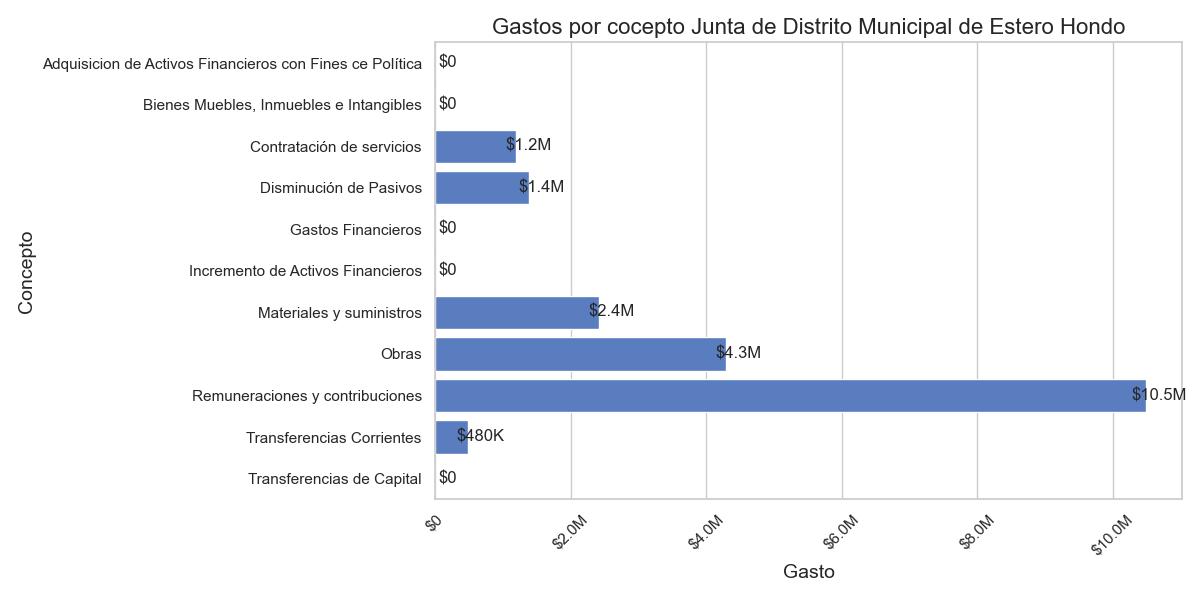 Gastos por cocepto Junta de Distrito Municipal de Estero Hondo
Adquisicion de Activos Financieros con Fines ce Política $0
Bienes Muebles, Inmuebles e Intangibles $0
Contratación de servicios $1.2M
Disminución de Pasivos $1.4M
Gastos Financieros $0
Incremento de Activos Financieros $0
Materiales y suministros $2.4M
Obras $4.3M
Remuneraciones y contribuciones $10.5M
Transferencias Corrientes $480K
Transferencias de Capital $0
Concepto
$0 $2.0M $4.0M $6.0M $8.0M $10.0M
Gasto